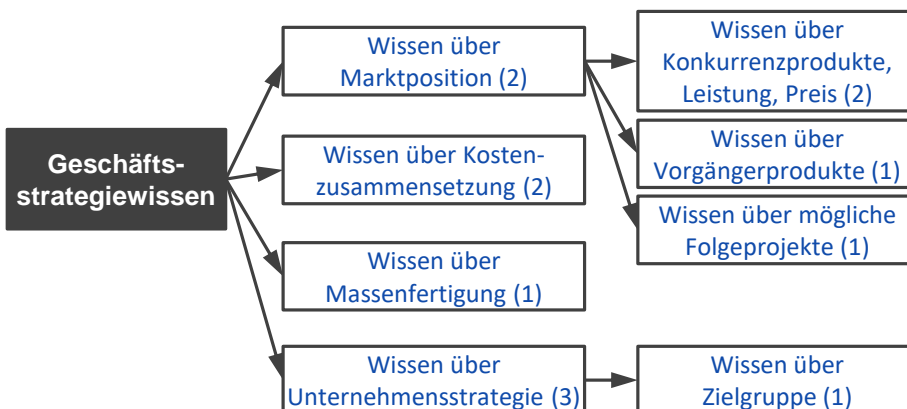 Geschäfts-
strategiewissen
Wissen über
Marktposition (2)
Wissen über Kosten-
zusammensetzung (2)
Wissen über
Massenfertigung (1)
Wissen über
Unternehmensstrategie (3)
Wissen über
Konkurrenzprodukte,
Leistung, Preis (2)
Wissen über
Vorgängerprodukte (1)
Wissen über mögliche
Folgeprojekte (1)
Wissen über
Zielgruppe (1)